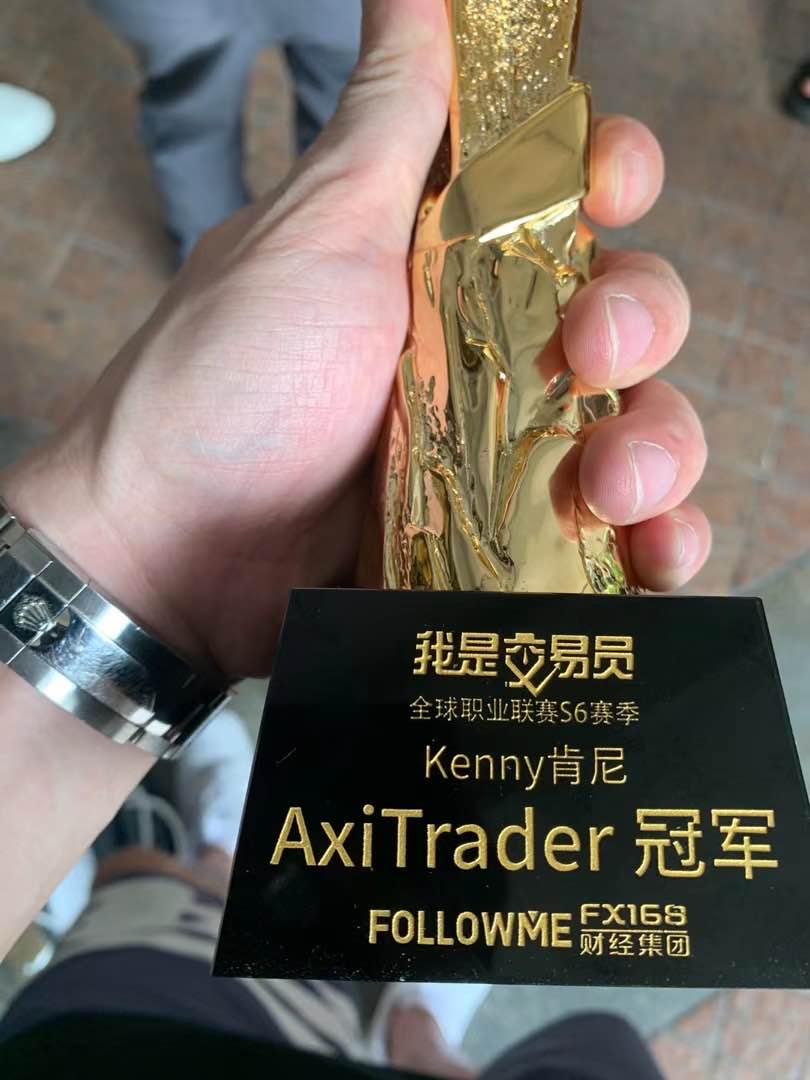 我是交易员
全球职业联赛S6赛季
Kenny肯尼
AxiTrader 冠军
FOLLOWME FX168
财经集团